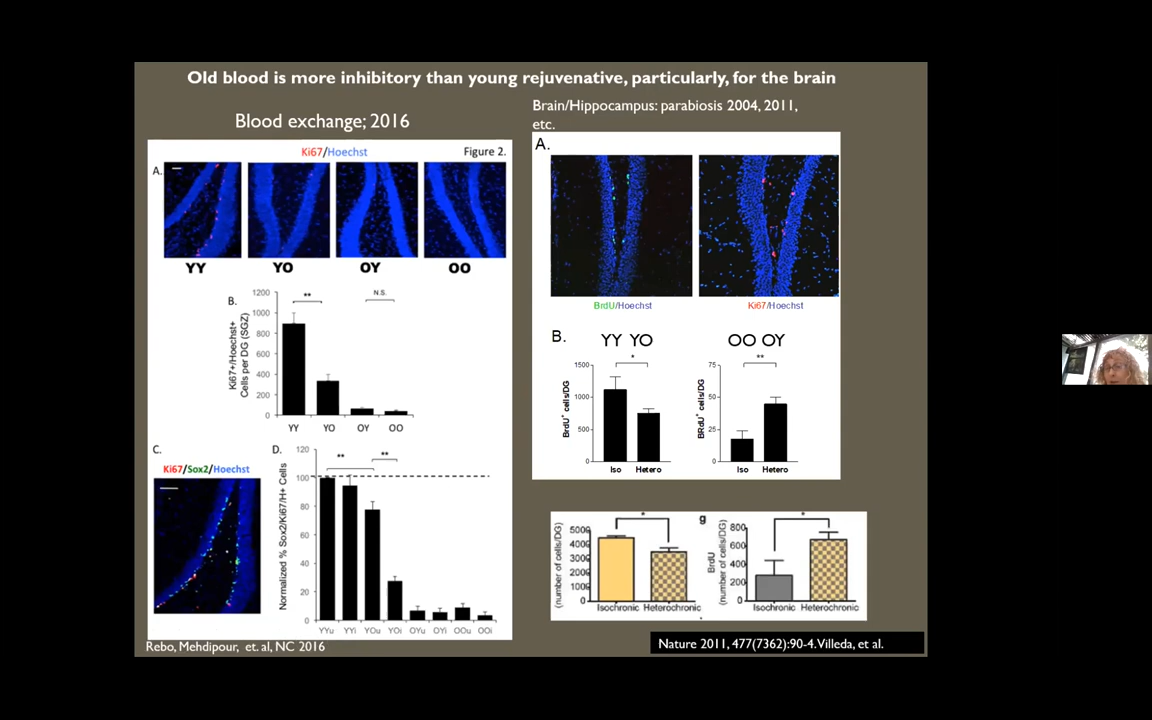 Old blood is more inhibitory than young rejuvenative, particularly, for the brain
Blood exchange; 2016
Ki67/Hoechst
Figure 2.
A.
YY
YO
OY
OO
B.
Ki67+/Hoechst+
Cells per DG (SGZ)
1200
1000
800
600
400
200
0
**
N.S.
YY
YO
OY
OO
C.
Ki67/Sox2/Hoechst
D.
Normalized % Sox2/Ki67/H+ Cells
120
100
80
60
40
20
0
**
**
YYu
YYi
YOu
YOi
OYu
OYi
OOu
OOi
Rebo, Mehdipour, et. al, NC 2016
Brain/Hippocampus: parabiosis 2004, 2011,
etc.
A.
BrdU/Hoechst
Ki67/Hoechst
B.
YY YO
OO OY
BrdU+ cells/DG
1500
1000
500
0
*
Iso
Hetero
BRdU+ cells/DG
75
50
25
0
**
Iso
Hetero
(number of cells/DG)
5000
4000
3000
2000
1000
0
*
Isochronic
Heterochronic
g
BrdU
(number of cells/DG)
800
600
400
200
0
*
Isochronic
Heterochronic
Nature 2011, 477(7362):90-4.Villeda, et al.